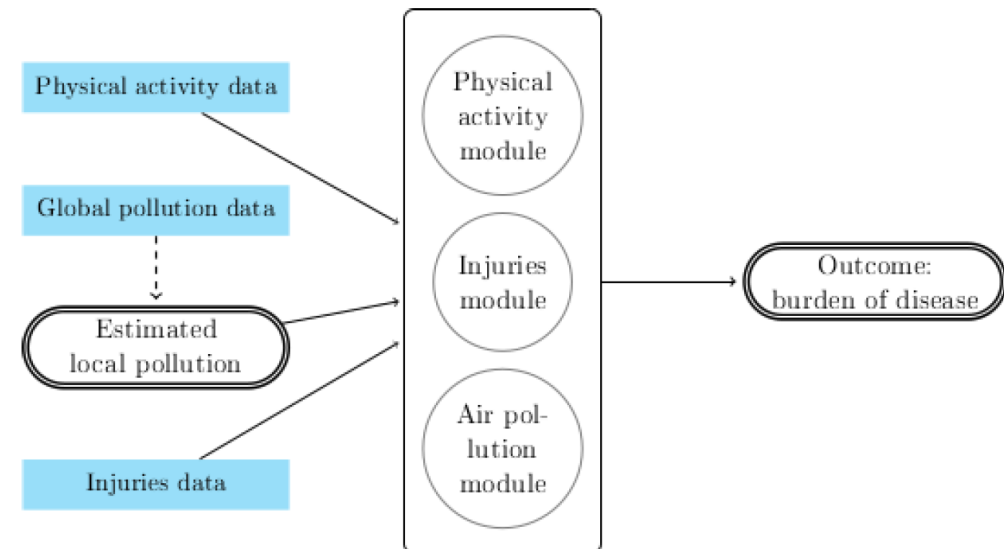 Physical activity data
Global pollution data
Estimated
local pollution
Injuries data
Physical
activity
module
Injuries
module
Air pol-
lution
module
Outcome:
burden of disease